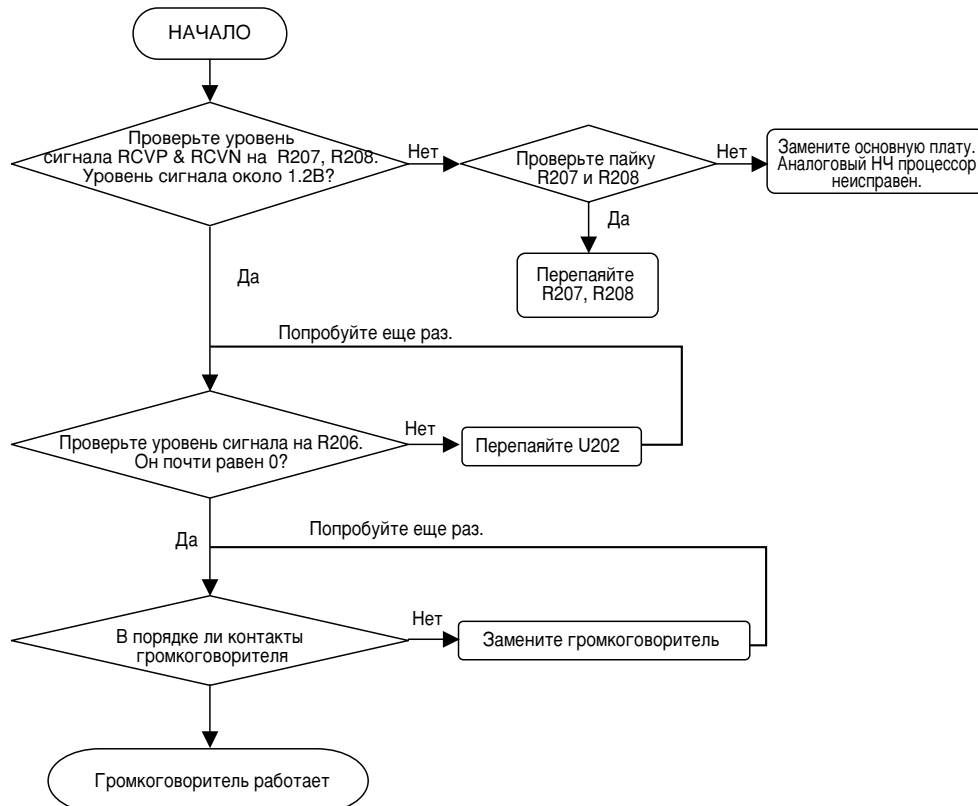 НАЧАЛО
Проверьте уровень
сигнала RCVP & RCVN на R207, R208.
Уровень сигнала около 1.2В?
Нет
Проверьте пайку
R207 и R208
Нет
Замените основную плату.
Аналоговый НЧ процессор
неисправен.
Да
Перепаяйте
R207, R208
Да
Попробуйте еще раз.
Проверьте уровень сигнала на R206.
Он почти равен 0?
Нет
Перепаяйте U202
Да
Попробуйте еще раз.
В порядке ли контакты
громкоговорителя
Нет
Замените громкоговоритель
Громкоговоритель работает